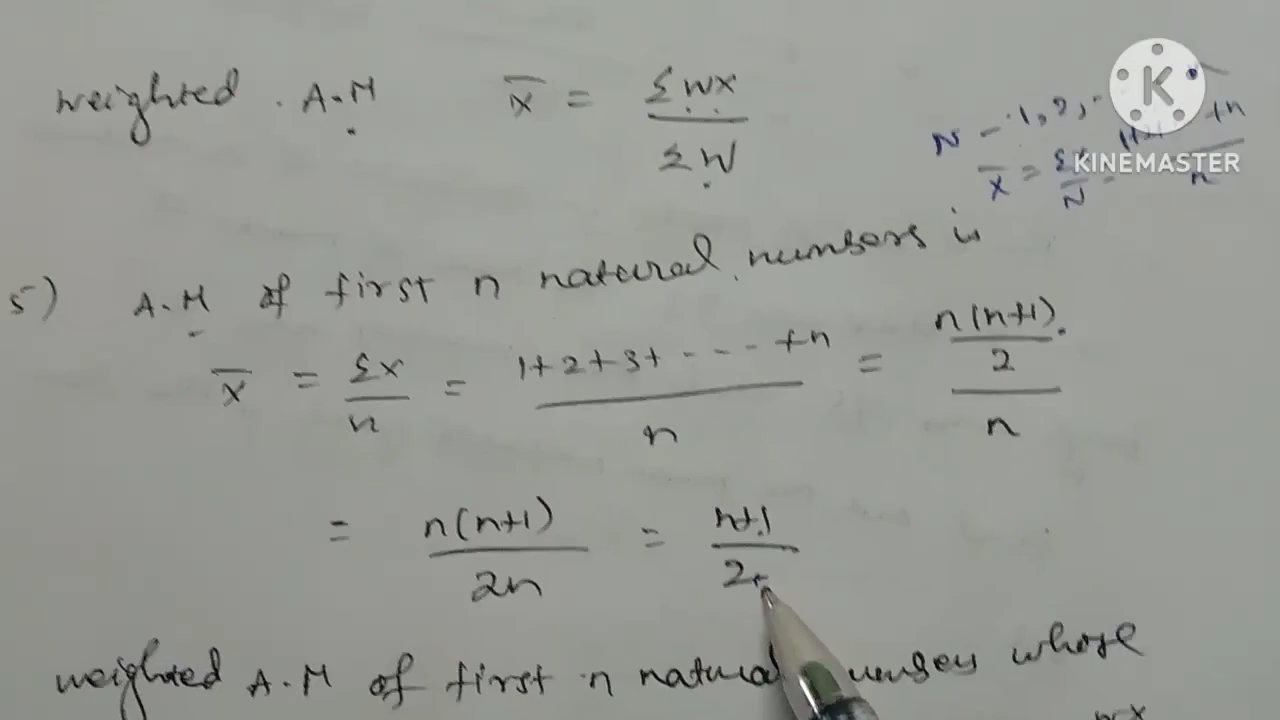 weighted . A.M x̄ = ΣWX / ΣW
N - 1, 2,
KINEMASTER
x̄ = Σx / N = + n / n
5) A.M of first n natural numbers is
x̄ = Σx / n = 1+2+3+ - - - - +n / n = n(n+1) / 2 / n
= n(n+1) / 2n = n+1 / 2
weighted A.M of first n natural whose